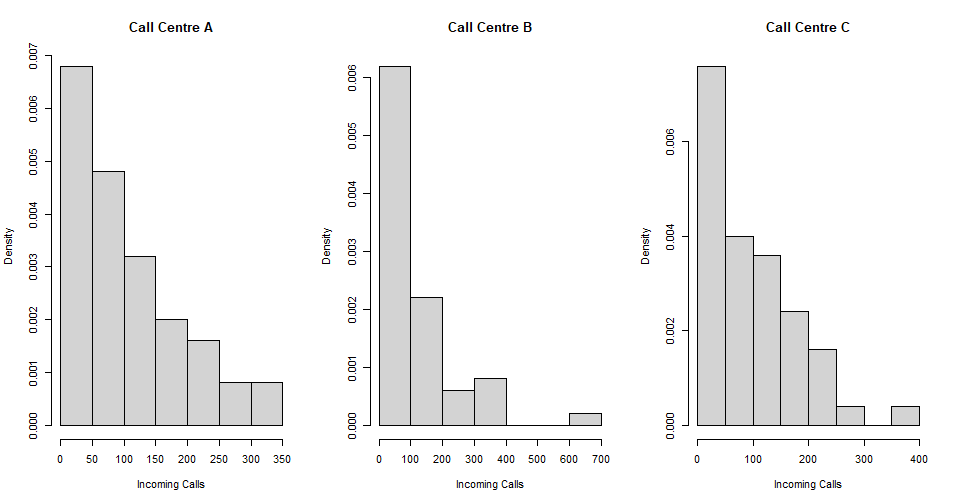 Call Centre A
Density
0.000 0.001 0.002 0.003 0.004 0.005 0.006 0.007
0 50 100 150 200 250 300 350
Incoming Calls
Call Centre B
Density
0.000 0.001 0.002 0.003 0.004 0.005 0.006
0 100 200 300 400 500 600 700
Incoming Calls
Call Centre C
Density
0.000 0.002 0.004 0.006
0 100 200 300 400
Incoming Calls